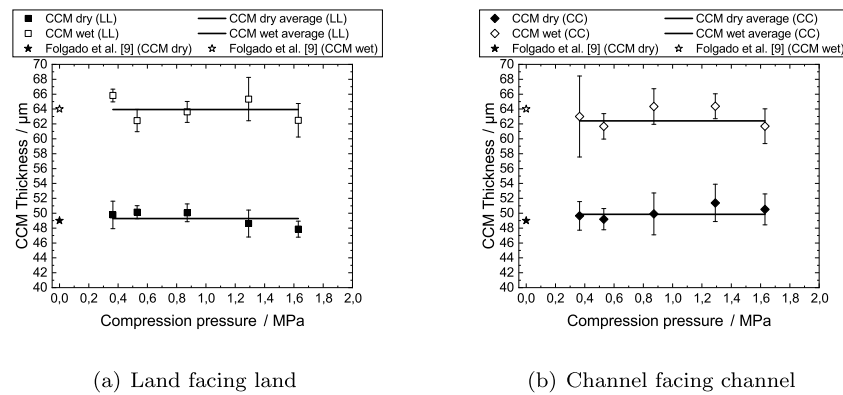 CCM dry (LL) CCM dry average (LL)
CCM wet (LL) CCM wet average (LL)
Folgado et al. [9] (CCM dry) Folgado et al. [9] (CCM wet)
70
68
66
64
62
60
58
56
54
52
50
48
46
44
42
40
CCM Thickness / μm
0,0 0,2 0,4 0,6 0,8 1,0 1,2 1,4 1,6 1,8 2,0
Compression pressure / MPa
(a) Land facing land
CCM dry (CC) CCM dry average (CC)
CCM wet (CC) CCM wet average (CC)
Folgado et al. [9] (CCM dry) Folgado et al. [9] (CCM wet)
70
68
66
64
62
60
58
56
54
52
50
48
46
44
42
40
CCM Thickness / μm
0,0 0,2 0,4 0,6 0,8 1,0 1,2 1,4 1,6 1,8 2,0
Compression pressure / MPa
(b) Channel facing channel